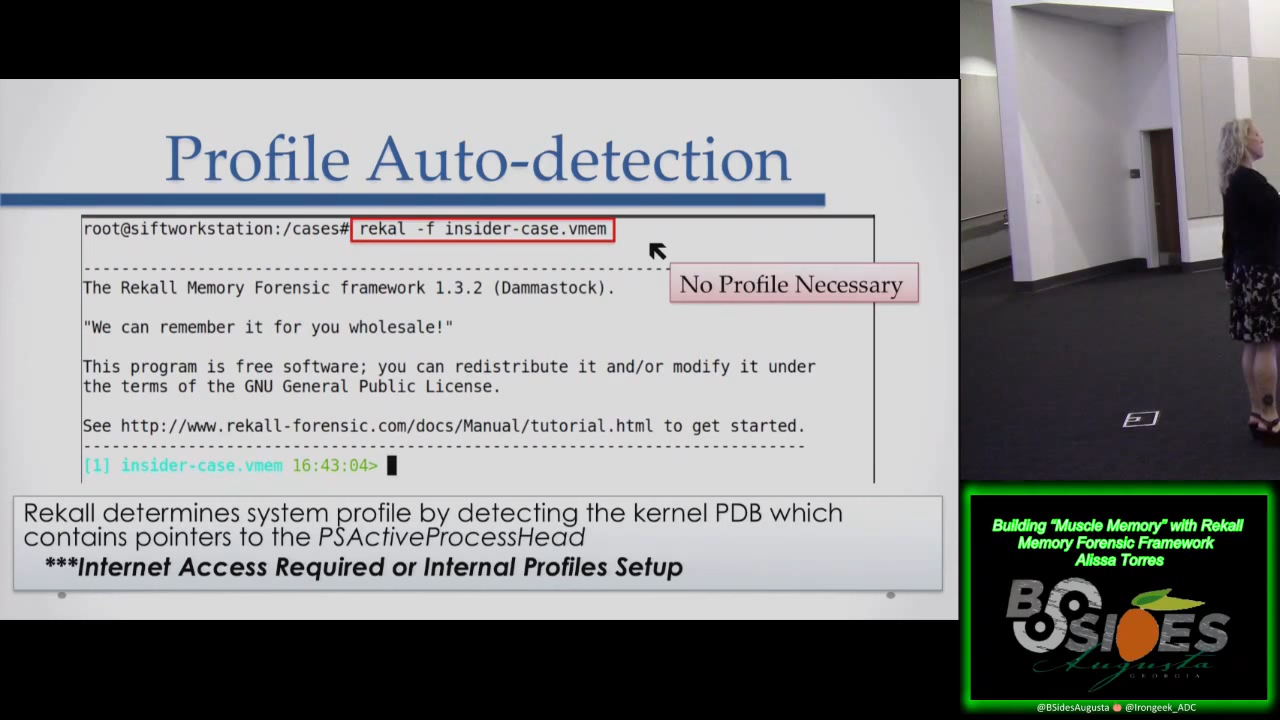 Profile Auto-detection
root@siftworkstation:/cases# rekal -f insider-case.vmem
No Profile Necessary
The Rekall Memory Forensic framework 1.3.2 (Dammastock).
"We can remember it for you wholesale!"
This program is free software; you can redistribute it and/or modify it under
the terms of the GNU General Public License.
See http://www.rekall-forensic.com/docs/Manual/tutorial.html to get started.
[1] insider-case.vmem 16:43:04>
Rekall determines system profile by detecting the kernel PDB which
contains pointers to the PSActiveProcessHead
***Internet Access Required or Internal Profiles Setup
Building “Muscle Memory” with Rekall
Memory Forensic Framework
Alissa Torres
BSIDES
Augusta
GEORGIA
@BSidesAugusta @Irongeek_ADC